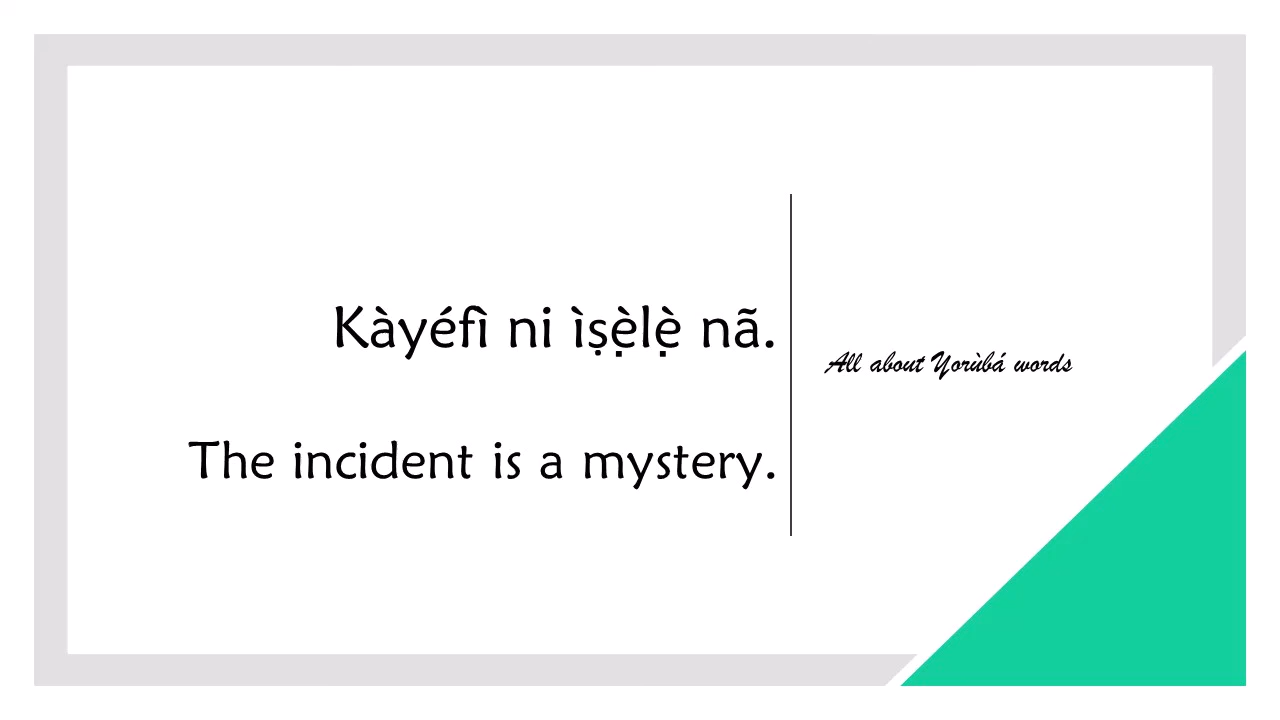 Kàyéfì ni ìṣẹ̀lẹ̀ nã.
The incident is a mystery.
All about Yorùbá words